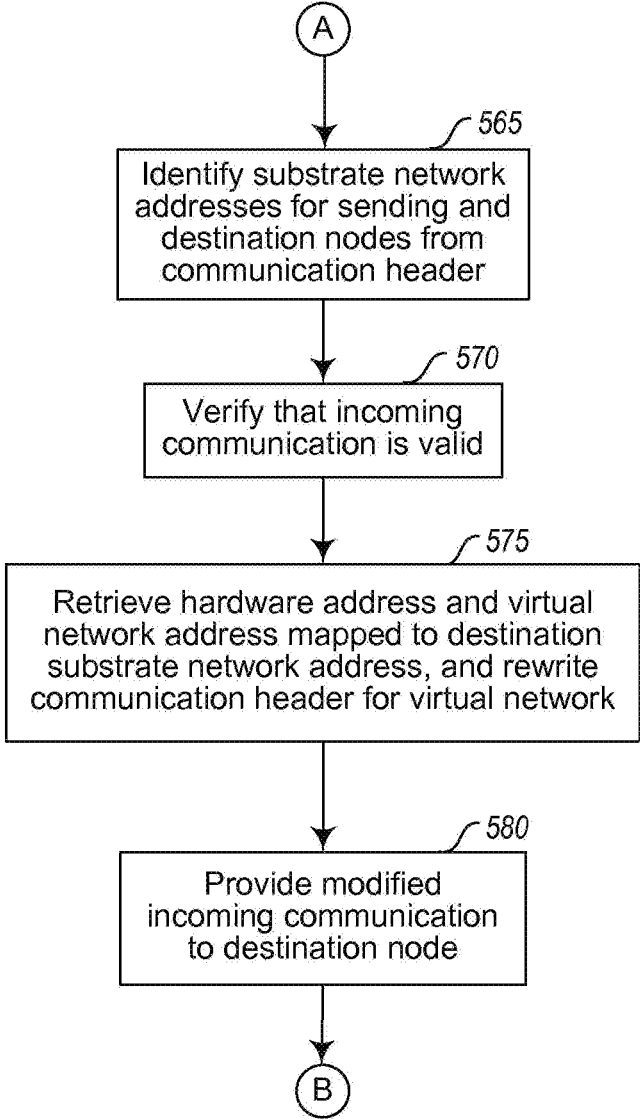 A
565
Identify substrate network
addresses for sending and
destination nodes from
communication header
570
Verify that incoming
communication is valid
575
Retrieve hardware address and virtual
network address mapped to destination
substrate network address, and rewrite
communication header for virtual network
580
Provide modified
incoming communication
to destination node
B